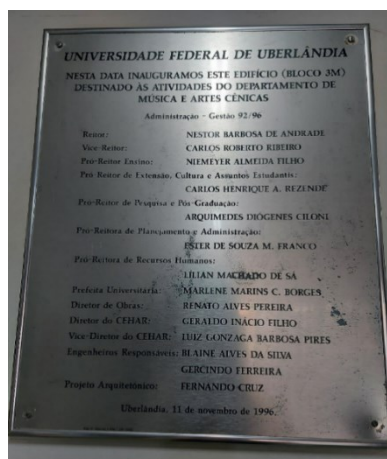 UNIVERSIDADE FEDERAL DE UBERLÂNDIA
NESTA DATA INAUGURAMOS ESTE EDIFÍCIO (BLOCO 3M)
DESTINADO ÀS ATIVIDADES DO DEPARTAMENTO DE
MÚSICA E ARTES CÊNICAS
Administração - Gestão 92/96
Reitor: NESTOR BARBOSA DE ANDRADE
Vice-Reitor: CARLOS ROBERTO RIBEIRO
Pró-Reitor Ensino: NIEMEYER ALMEIDA FILHO
Pró-Reitor de Extensão, Cultura e Assuntos Estudantis:
CARLOS HENRIQUE A. REZENDE
Pró-Reitor de Pesquisa e Pós-Graduação:
ARQUIMEDES DIÓGENES CILONI
Pró-Reitora de Planejamento e Administração:
ESTER DE SOUZA M. FRANCO
Pró-Reitora de Recursos Humanos:
LÍLIAN MACHADO DE SÁ
Prefeita Universitária: MARLENE MARINS C. BORGES
Diretor de Obras: RENATO ALVES PEREIRA
Diretor do CEHAR: GERALDO INÁCIO FILHO
Vice-Diretor do CEHAR: LUIZ GONZAGA BARBOSA PIRES
Engenheiros Responsáveis: BLAINE ALVES DA SILVA
GERCINDO FERREIRA
Projeto Arquitetônico: FERNANDO CRUZ
Uberlândia, 11 de novembro de 1996.